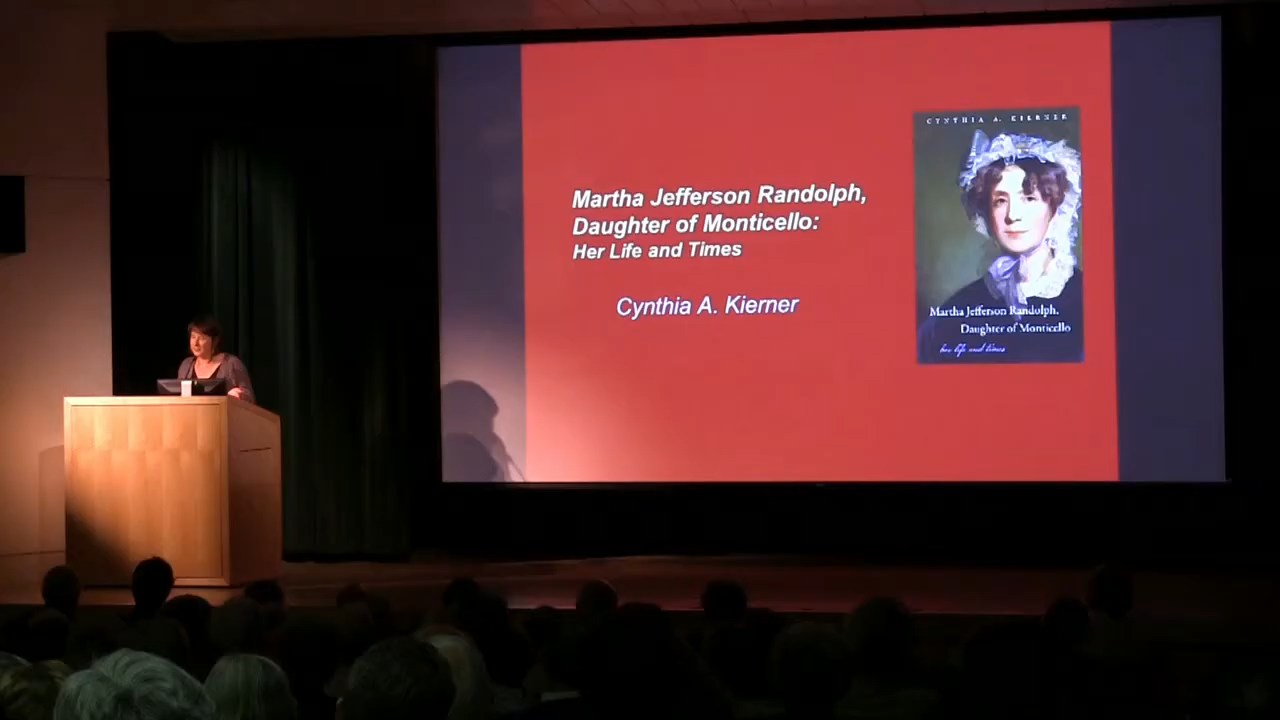 Martha Jefferson Randolph,
Daughter of Monticello:
Her Life and Times
Cynthia A. Kierner
CYNTHIA A. KIERNER
Martha Jefferson Randolph,
Daughter of Monticello
her life and times